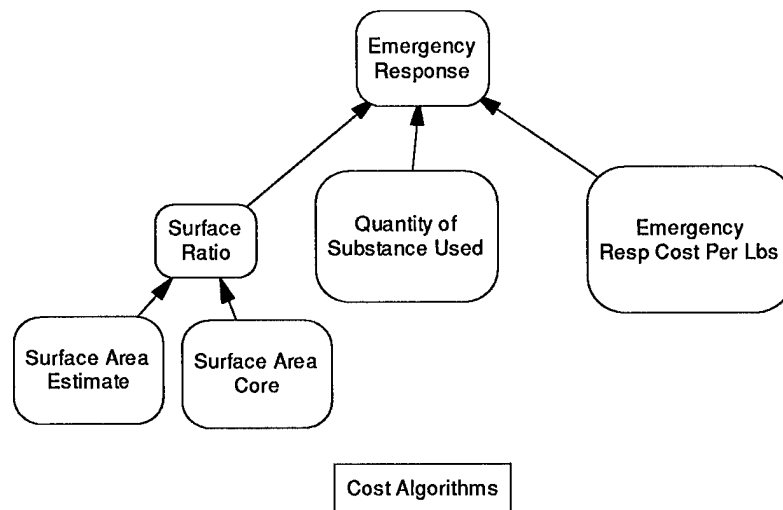 Emergency
Response
Surface
Ratio
Quantity of
Substance Used
Emergency
Resp Cost Per Lbs
Surface Area
Estimate
Surface Area
Core
Cost Algorithms